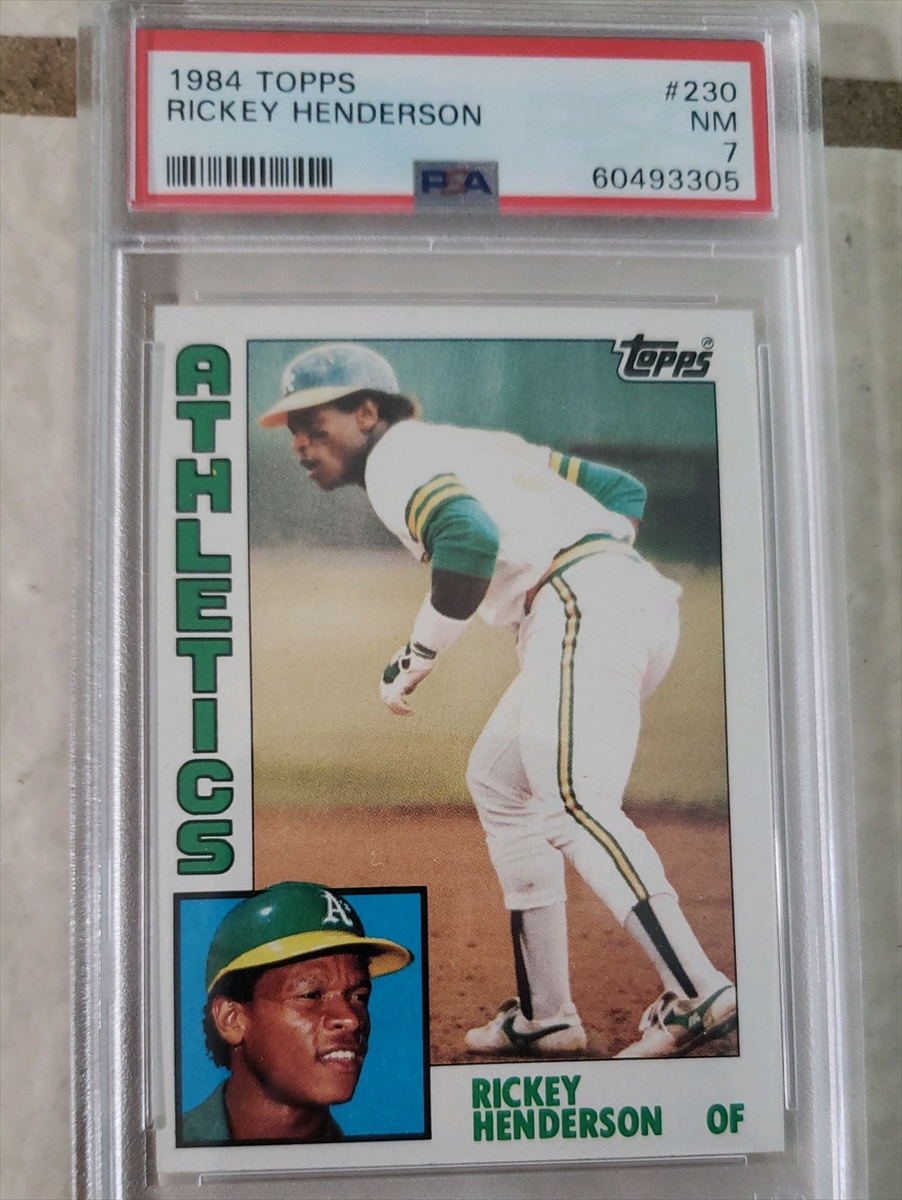 1984 TOPPS #230
RICKEY HENDERSON NM
7
PSA 60493305
TOPPS®
ATHLETICS
A's
RICKEY
HENDERSON OF